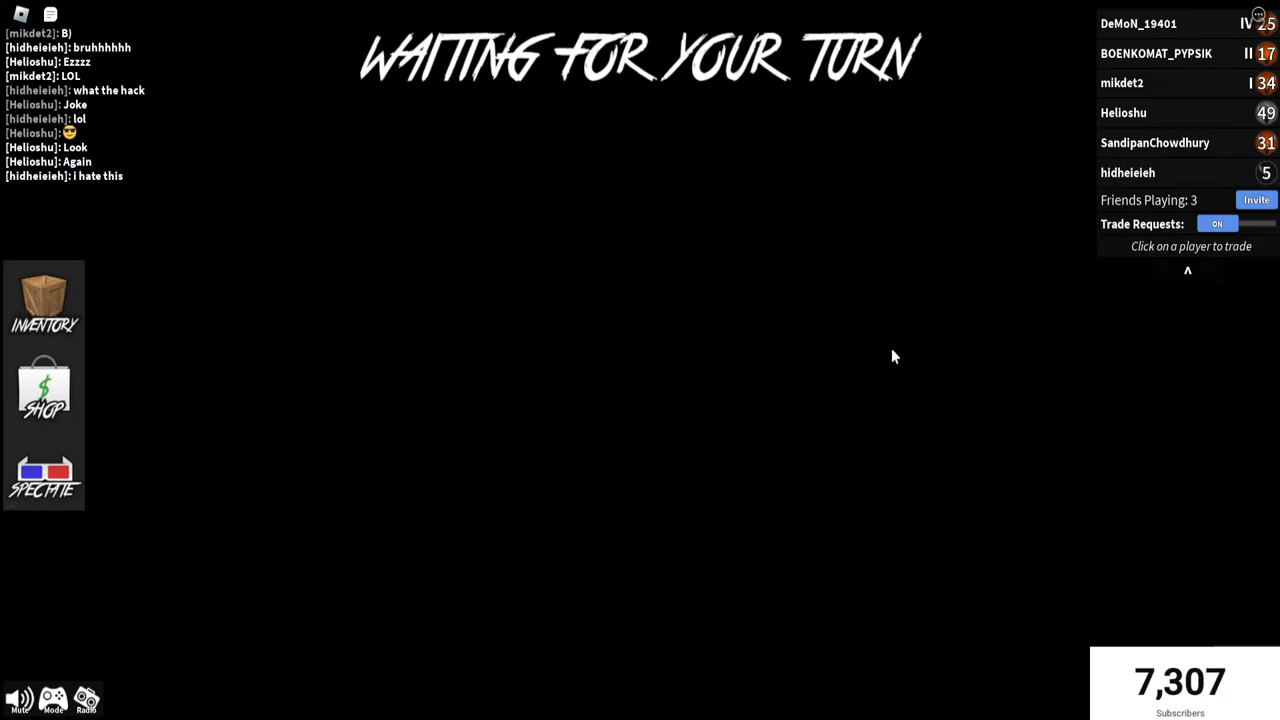 [mikdet2]: B)
[hidheieieh]: bruhhhhhh
[Helioshu]: Ezzzz
[mikdet2]: LOL
[hidheieieh]: what the hack
[Helioshu]: Joke
[hidheieieh]: lol
[Helioshu]: 😎
[Helioshu]: Look
[Helioshu]: Again
[hidheieieh]: i hate this
WAITING FOR YOUR TURN
DeMoN_19401 IV 25
BOENKOMAT_PYPSIK II 17
mikdet2 I 34
Helioshu 49
SandipanChowdhury 31
hidheieieh 5
Friends Playing: 3 Invite
Trade Requests: ON
Click on a player to trade
INVENTORY
$
SHOP
SPECTATE
Mute Mode Radio
7,307
Subscribers